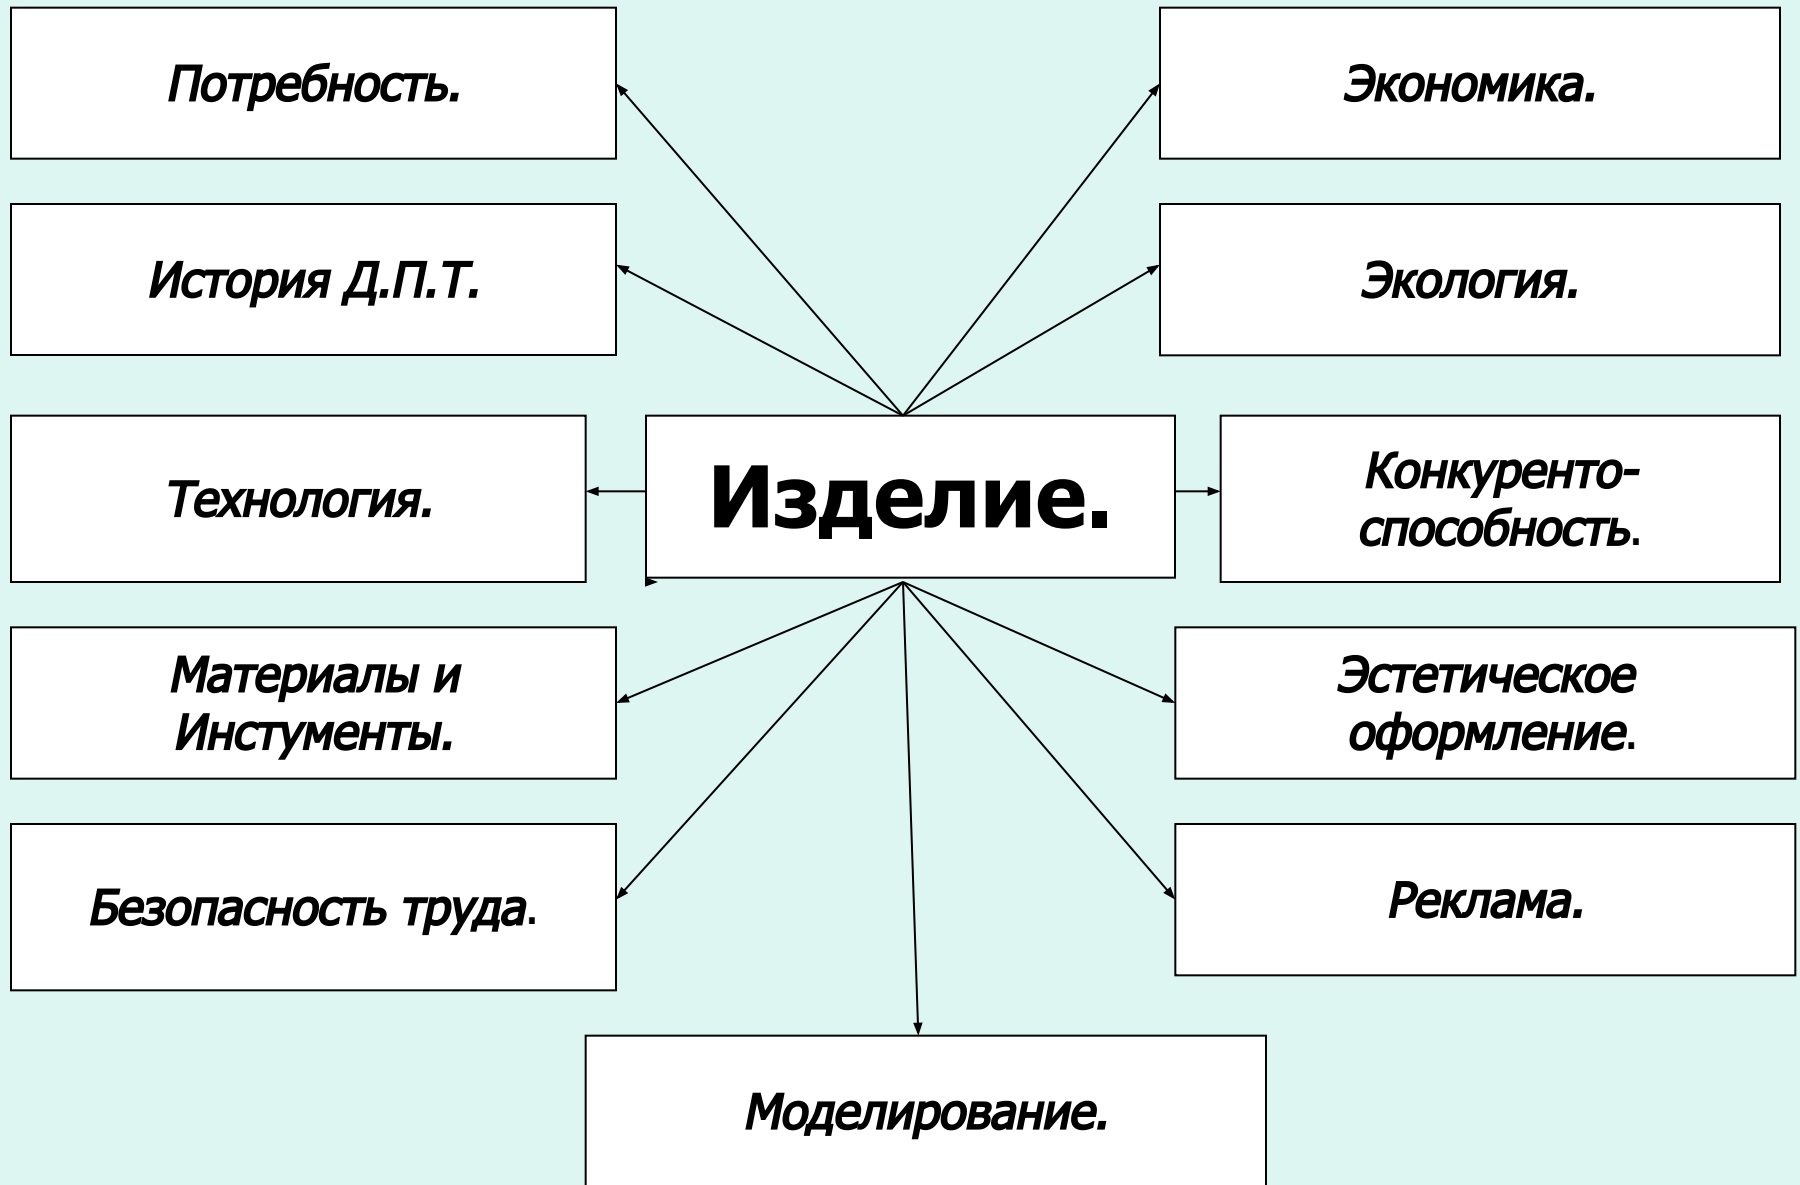 Потребность.
Экономика.
История Д.П.Т.
Экология.
Технология.
Изделие.
Конкуренто-
способность.
Материалы и
Инстументы.
Эстетическое
оформление.
Безопасность труда.
Реклама.
Моделирование.